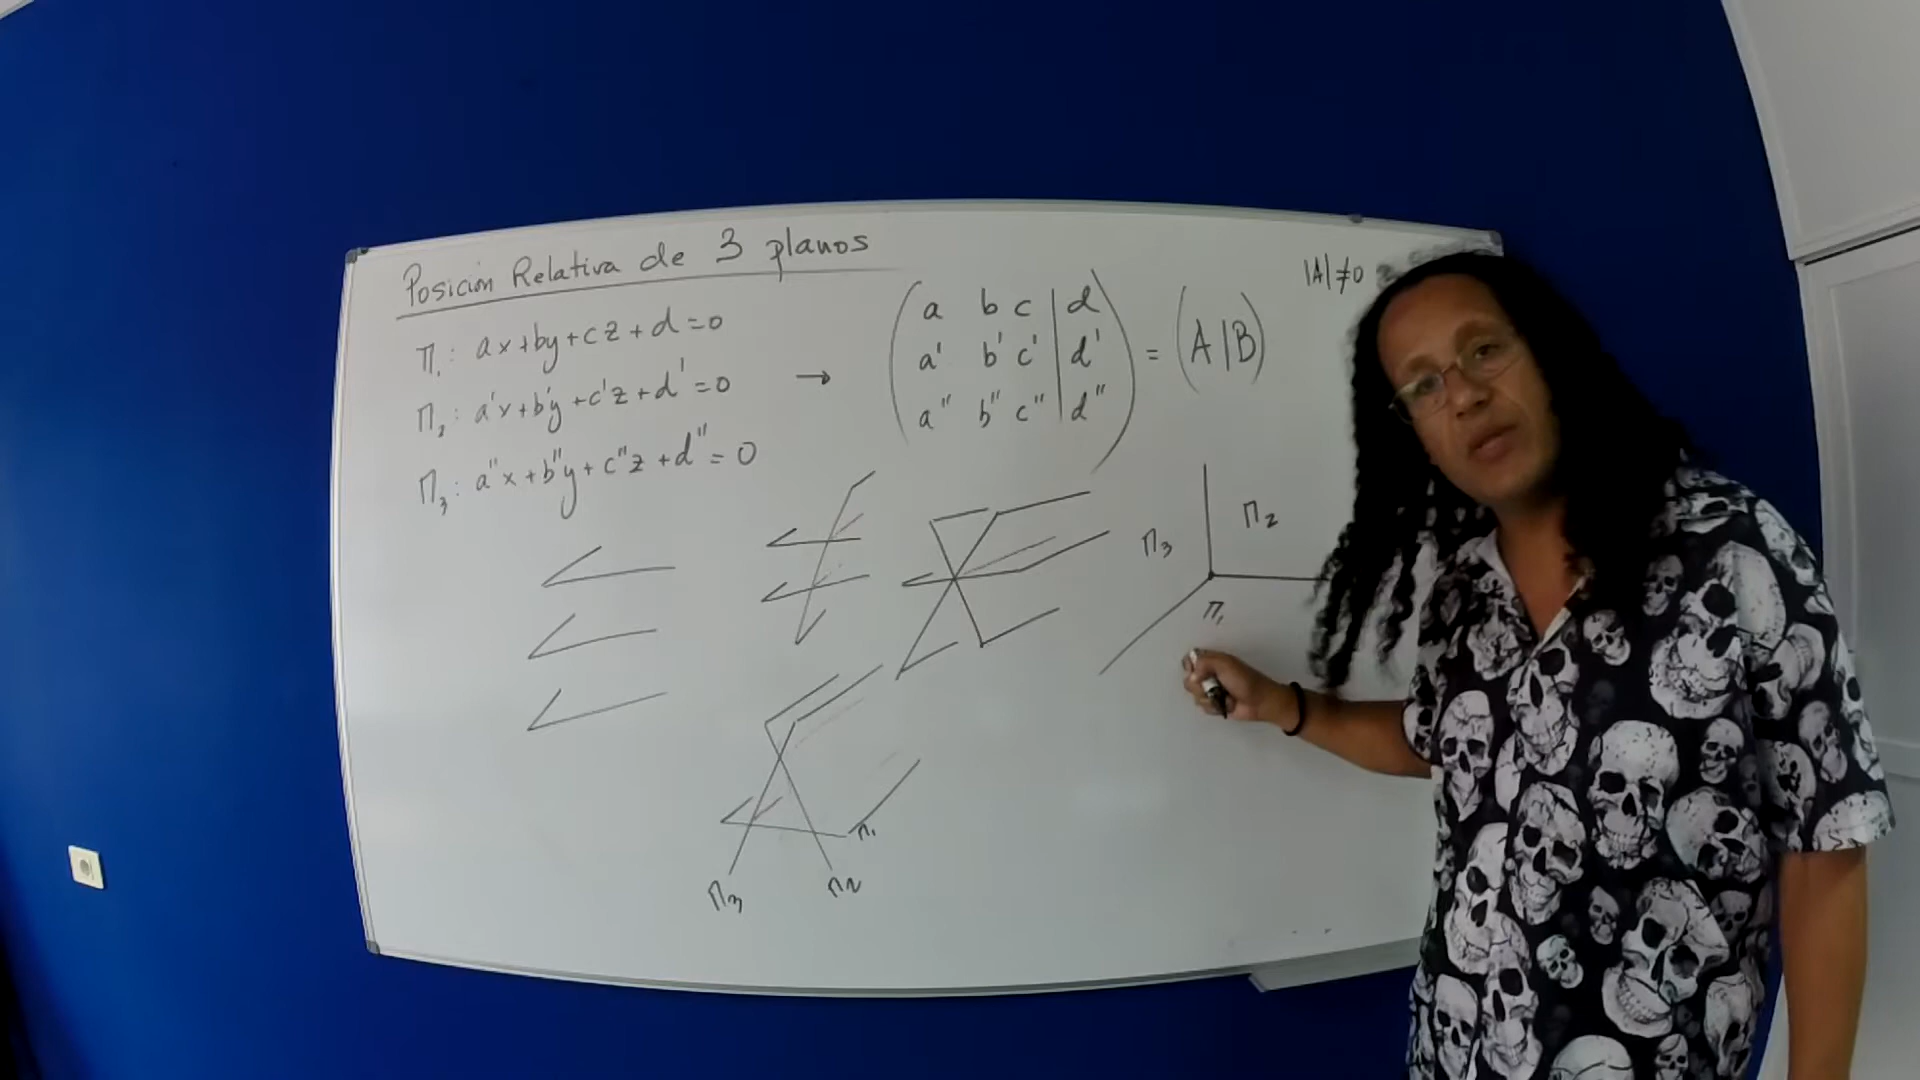 Posición Relativa de 3 planos
π₁: ax+by+cz+d=0
π₂: a'x+b'y+c'z+d'=0
π₃: a''x+b''y+c''z+d''=0
→
( a b c | d
a' b' c' | d'
a'' b'' c'' | d'' ) = (A|B)
|A|≠0
π₃ π₂
π₁
π₁
π₃ π₂